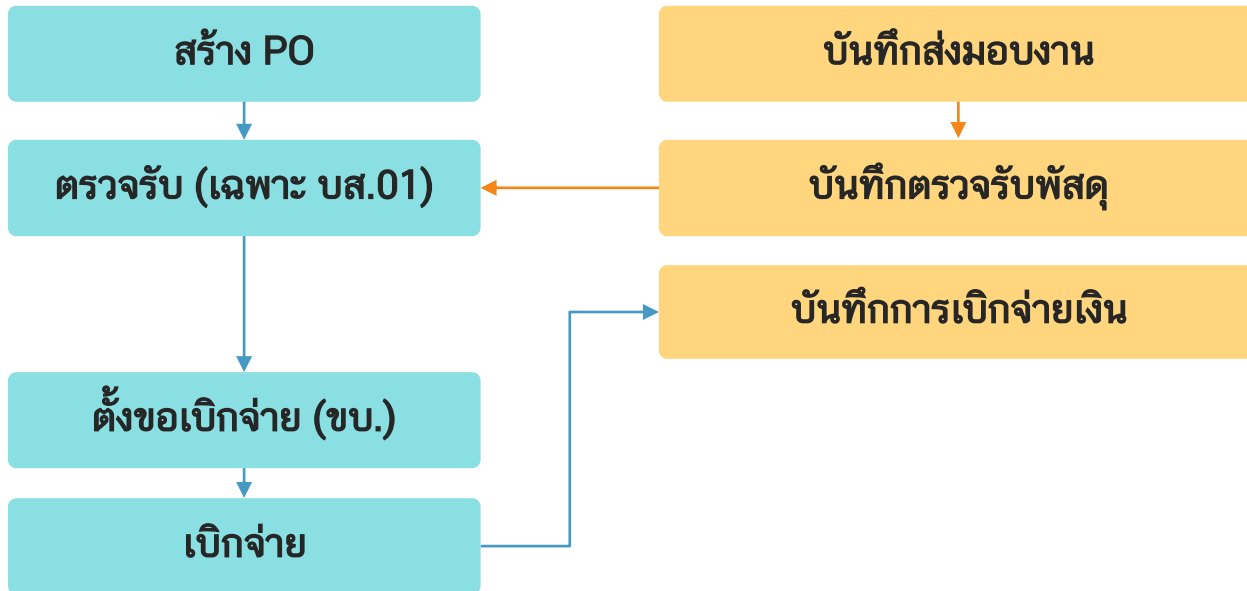 สร้าง PO
บันทึกส่งมอบงาน
ตรวจรับ (เฉพาะ บส.01)
บันทึกตรวจรับพัสดุ
บันทึกการเบิกจ่ายเงิน
ตั้งขอเบิกจ่าย (ขบ.)
เบิกจ่าย